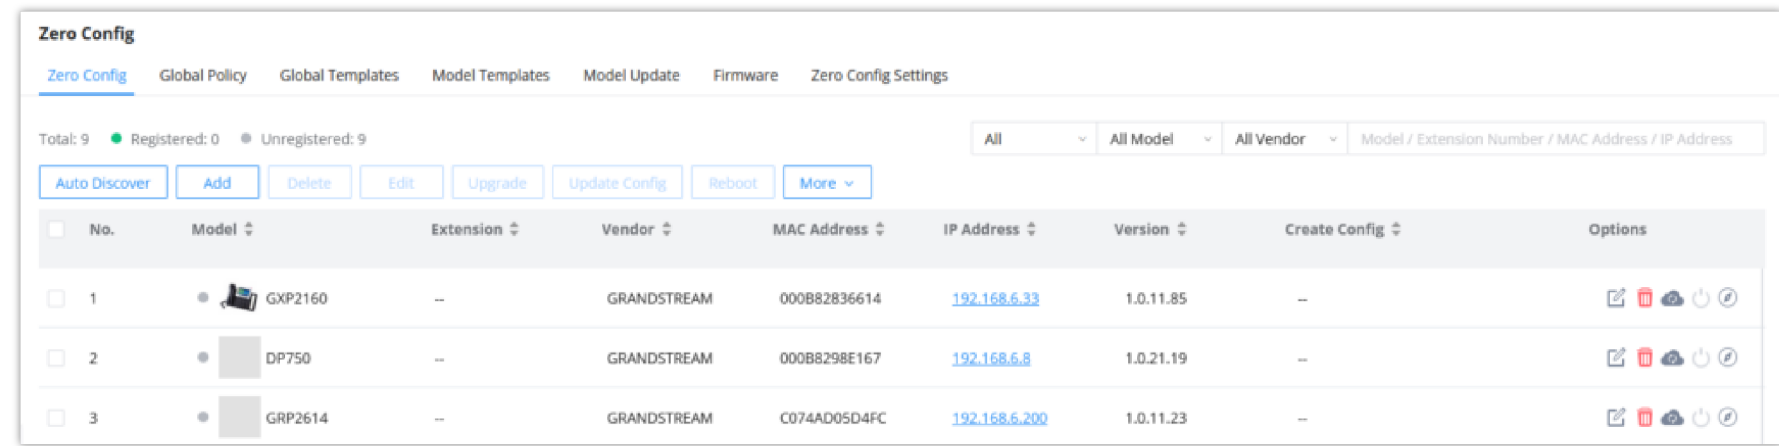 Zero Config
Zero Config Global Policy Global Templates Model Templates Model Update Firmware Zero Config Settings
Total: 9 Registered: 0 Unregistered: 9 All All Model All Vendor Model / Extension Number / MAC Address / IP Address
Auto Discover Add Delete Edit Upgrade Update Config Reboot More
No. Model Extension Vendor MAC Address IP Address Version Create Config Options
1 GXP2160 -- GRANDSTREAM 000B82836614 192.168.6.33 1.0.11.85 --
2 DP750 -- GRANDSTREAM 000B8298E167 192.168.6.8 1.0.21.19 --
3 GRP2614 -- GRANDSTREAM C074AD05D4FC 192.168.6.200 1.0.11.23 --